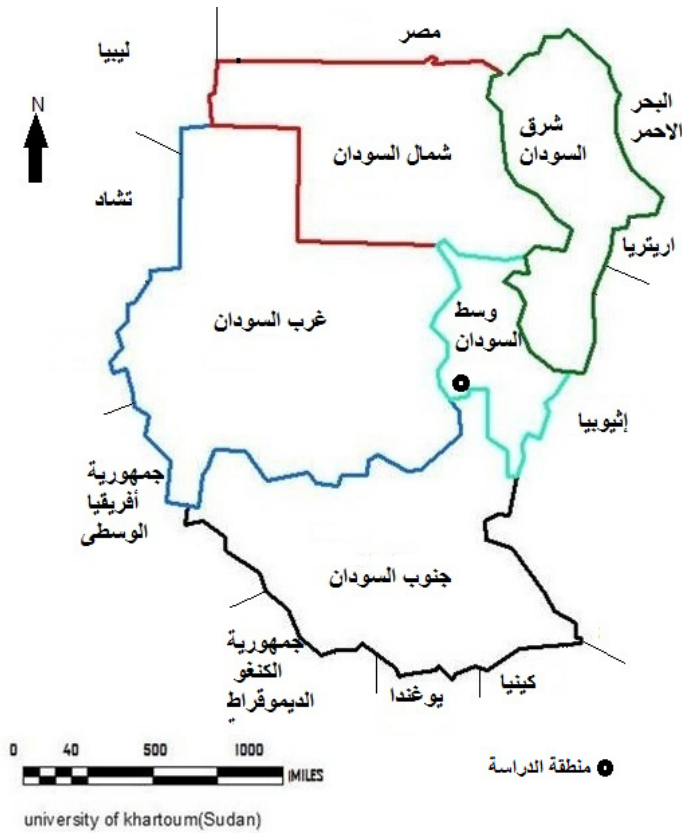 مصر
ليبيا
البحر
الاحمر
N
شرق
السودان
شمال السودان
تشاد
اريتريا
وسط
السودان
غرب السودان
إثيوبيا
جمهورية
أفريقيا
الوسطى
جنوب السودان
جمهورية
الكنغو
الديموقراط
يوغندا
كينيا
0 40 500 1000
MILES
منطقة الدراسة
university of khartoum(Sudan)